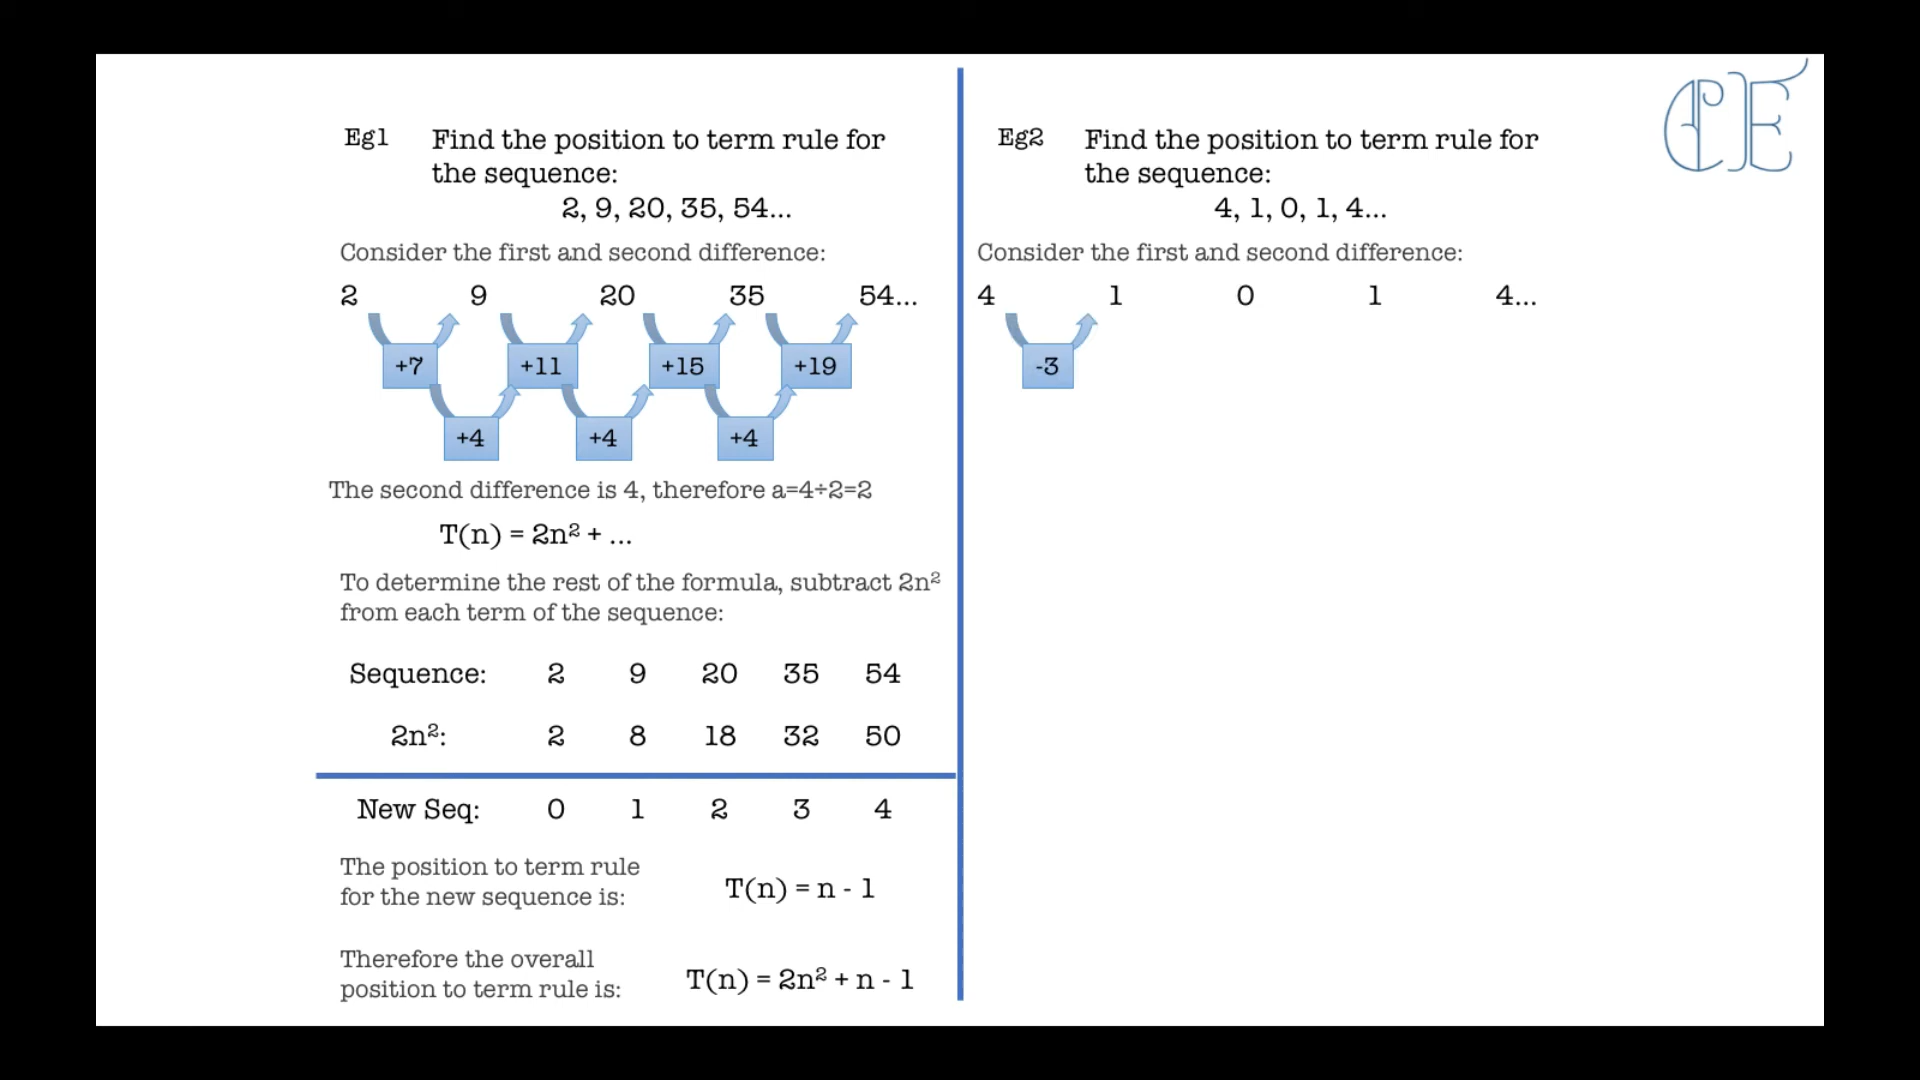 Eg1
Find the position to term rule for
the sequence:
2, 9, 20, 35, 54...
Consider the first and second difference:
2 9 20 35 54...
+7 +11 +15 +19
+4 +4 +4
The second difference is 4, therefore a=4÷2=2
T(n) = 2n² + ...
To determine the rest of the formula, subtract 2n²
from each term of the sequence:
Sequence: 2 9 20 35 54
2n²: 2 8 18 32 50
New Seq: 0 1 2 3 4
The position to term rule
for the new sequence is:
T(n) = n - 1
Therefore the overall
position to term rule is:
T(n) = 2n² + n - 1
Eg2
Find the position to term rule for
the sequence:
4, 1, 0, 1, 4...
Consider the first and second difference:
4 1 0 1 4...
-3